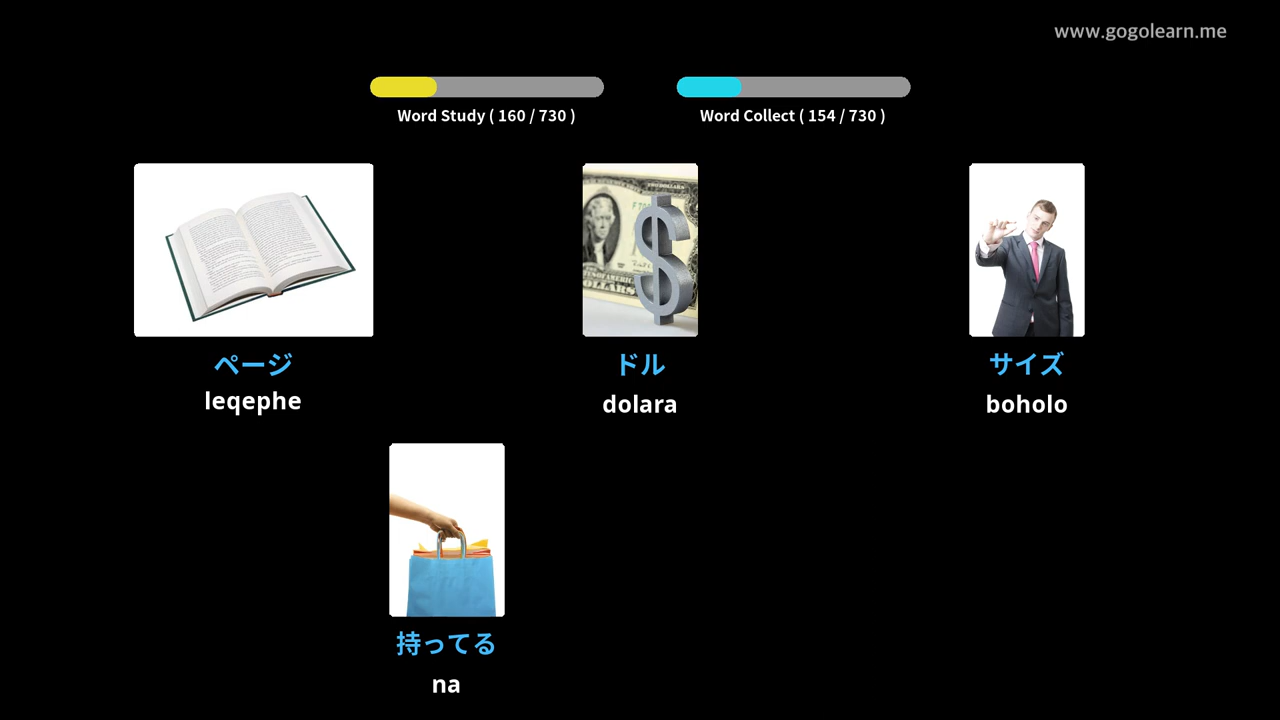 www.gogolearn.me
Word Study ( 160 / 730 )
Word Collect ( 154 / 730 )
ページ
leqephe
ドル
dolara
サイズ
boholo
持ってる
na